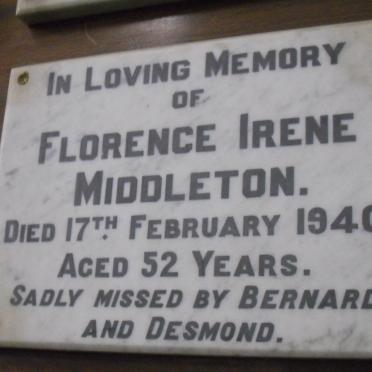 In Loving Memory
of
Florence Irene
Middleton.
Died 17th February 1940
Aged 52 Years.
Sadly missed by Bernard
and Desmond.